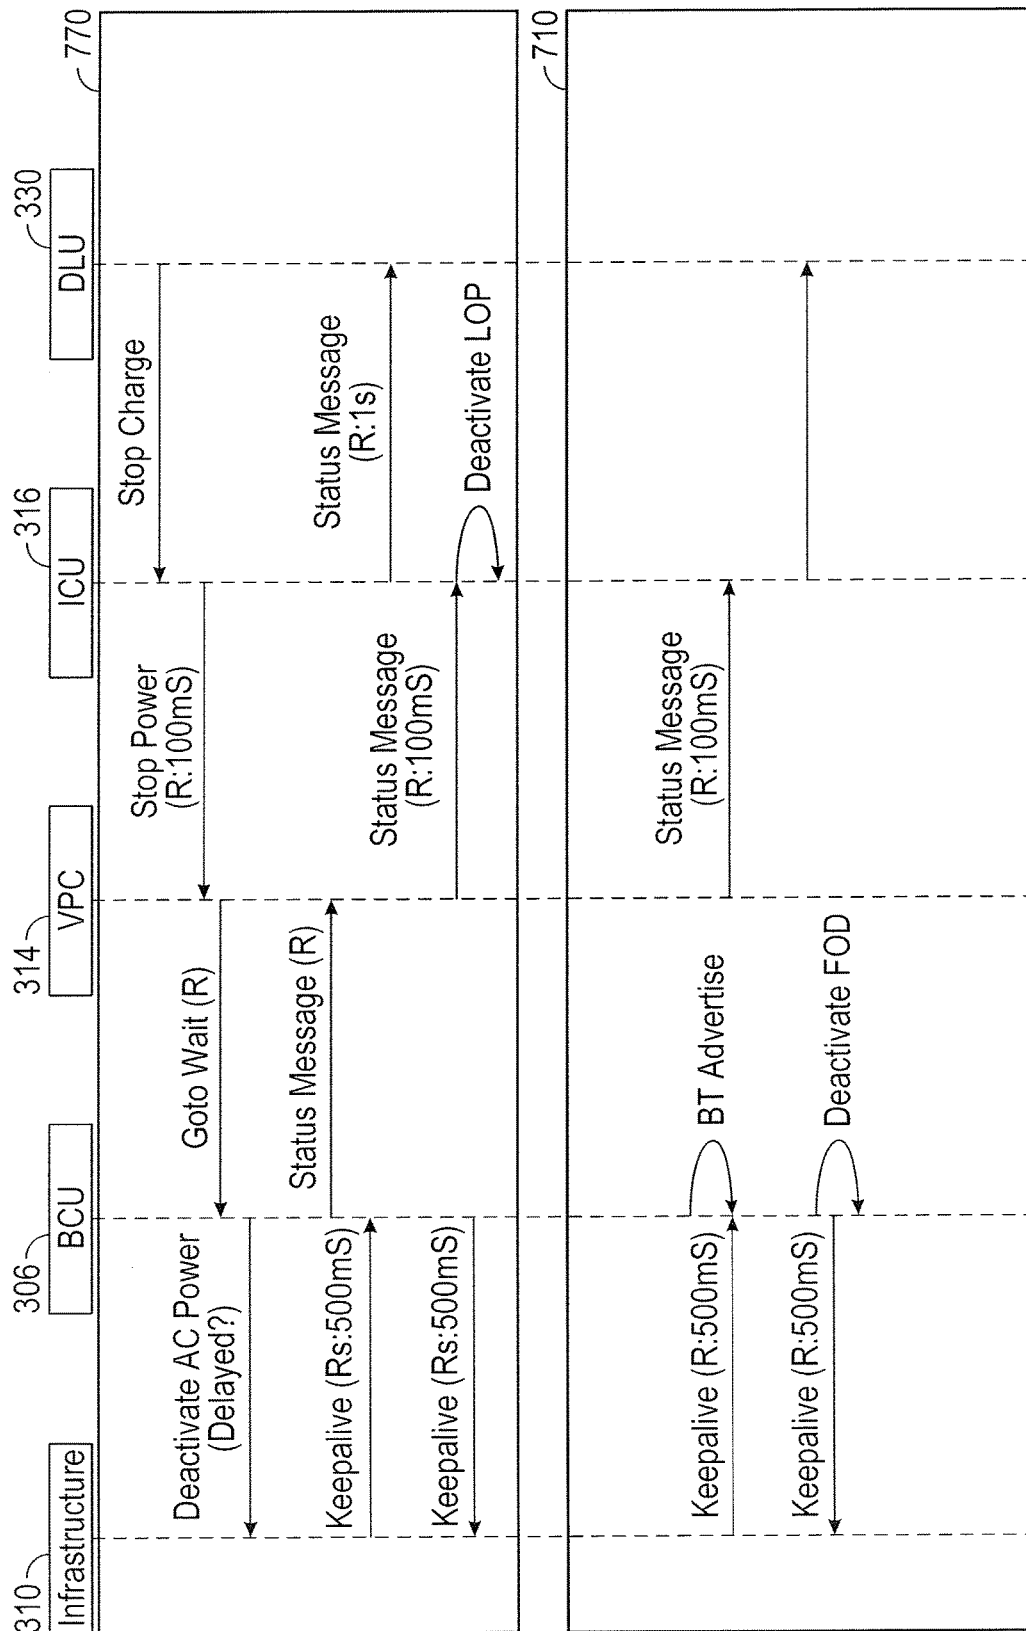 310
Infrastructure
306
BCU
314
VPC
316
ICU
330
DLU
770
Stop Charge
Stop Power
(R:100mS)
Goto Wait (R)
Deactivate AC Power
(Delayed?)
Status Message (R)
Keepalive (Rs:500mS)
Status Message
(R:1s)
Status Message
(R:100mS)
Keepalive (Rs:500mS)
Deactivate LOP
710
BT Advertise
Keepalive (R:500mS)
Status Message
(R:100mS)
Keepalive (R:500mS)
Deactivate FOD